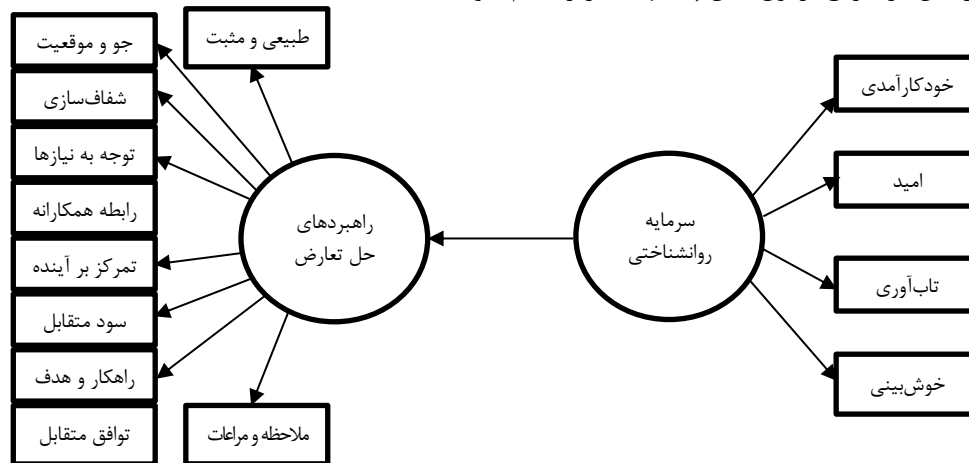 خودکارآمدی
امید
تاب‌آوری
خوش‌بینی
سرمایه
روانشناختی
راهبردهای
حل تعارض
طبیعی و مثبت
جو و موقعیت
شفاف‌سازی
توجه به نیازها
رابطه همکارانه
تمرکز بر آینده
سود متقابل
راهکار و هدف
توافق متقابل
ملاحظه و مراعات